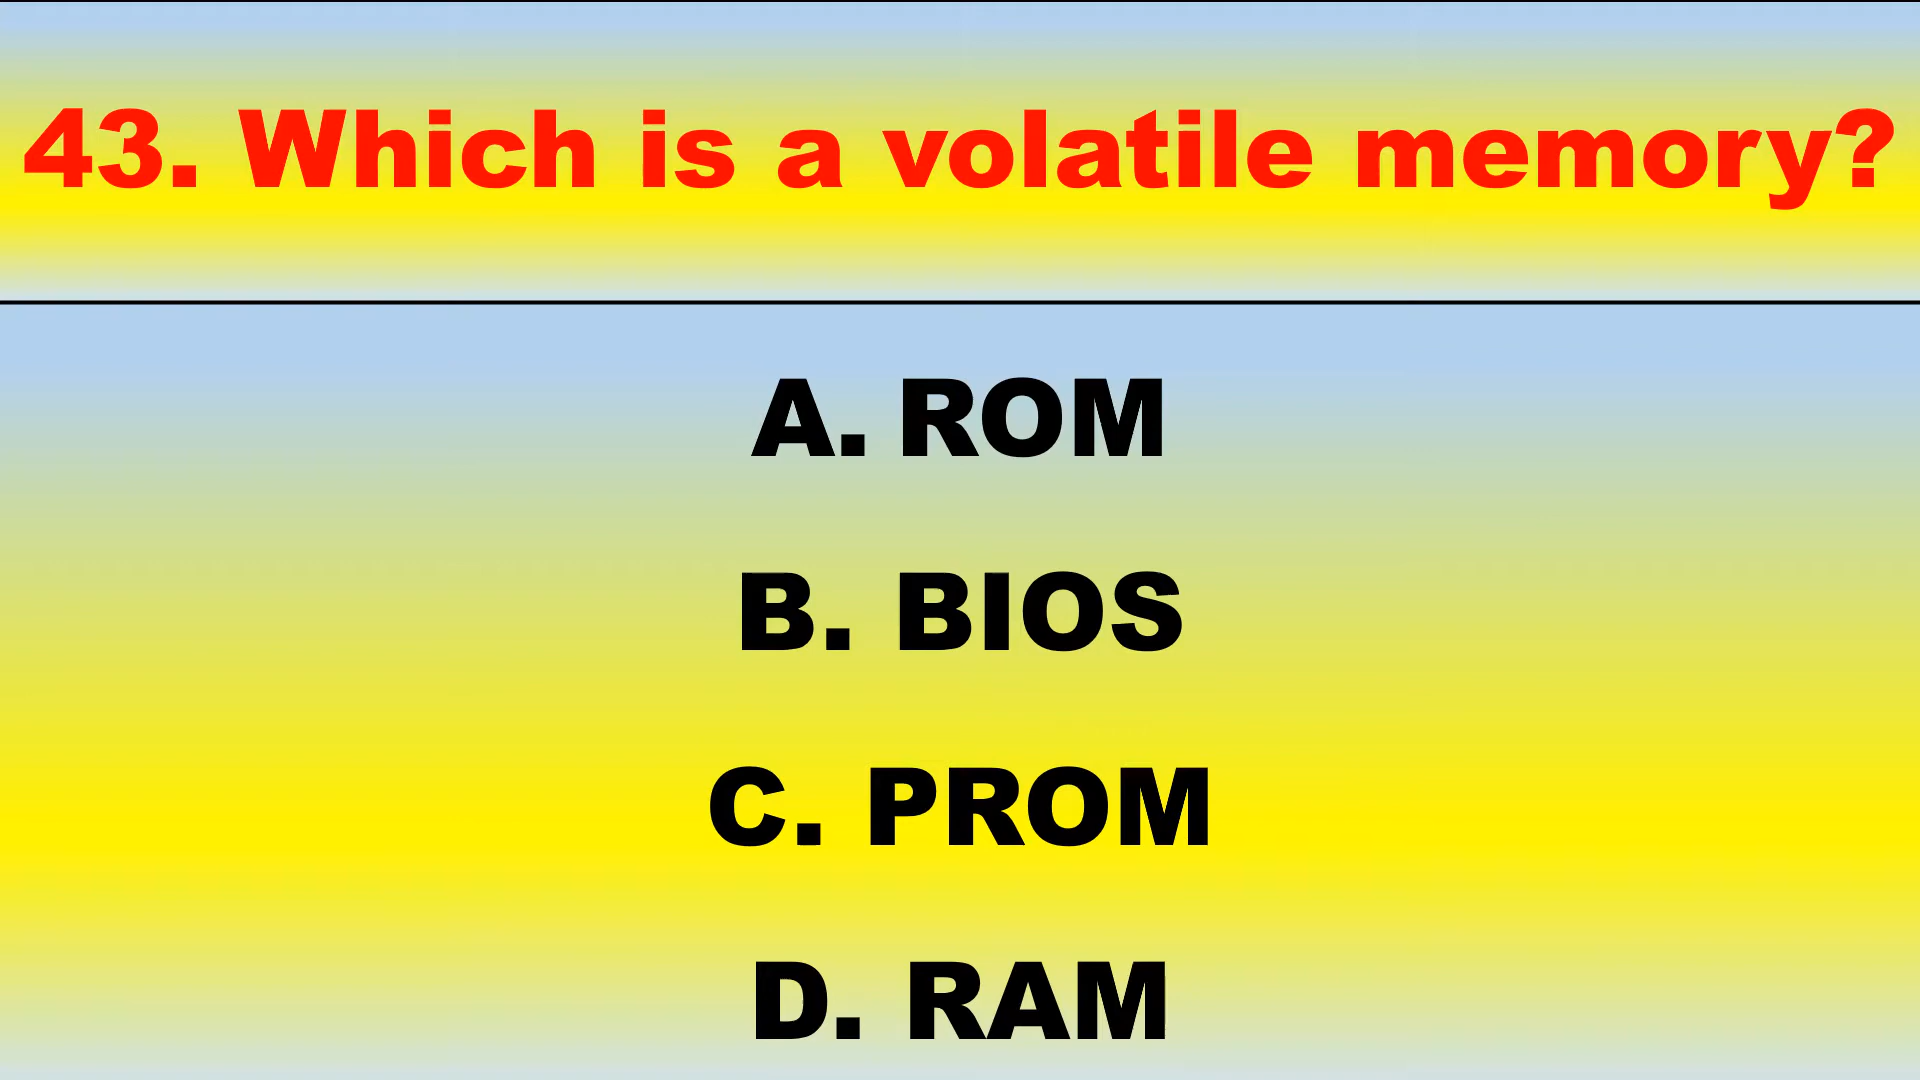 43. Which is a volatile memory?
A. ROM
B. BIOS
C. PROM
D. RAM